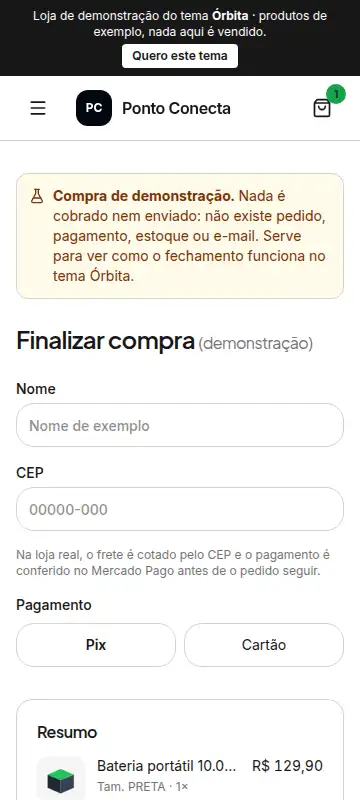 Loja de demonstração do tema Órbita · produtos de
exemplo, nada aqui é vendido.
Quero este tema
PC
Ponto Conecta
1
Compra de demonstração. Nada é
cobrado nem enviado: não existe pedido,
pagamento, estoque ou e-mail. Serve
para ver como o fechamento funciona no
tema Órbita.
Finalizar compra (demonstração)
Nome
Nome de exemplo
CEP
00000-000
Na loja real, o frete é cotado pelo CEP e o pagamento é
conferido no Mercado Pago antes de o pedido seguir.
Pagamento
Pix
Cartão
Resumo
Bateria portátil 10.0... R$ 129,90
Tam. PRETA · 1×